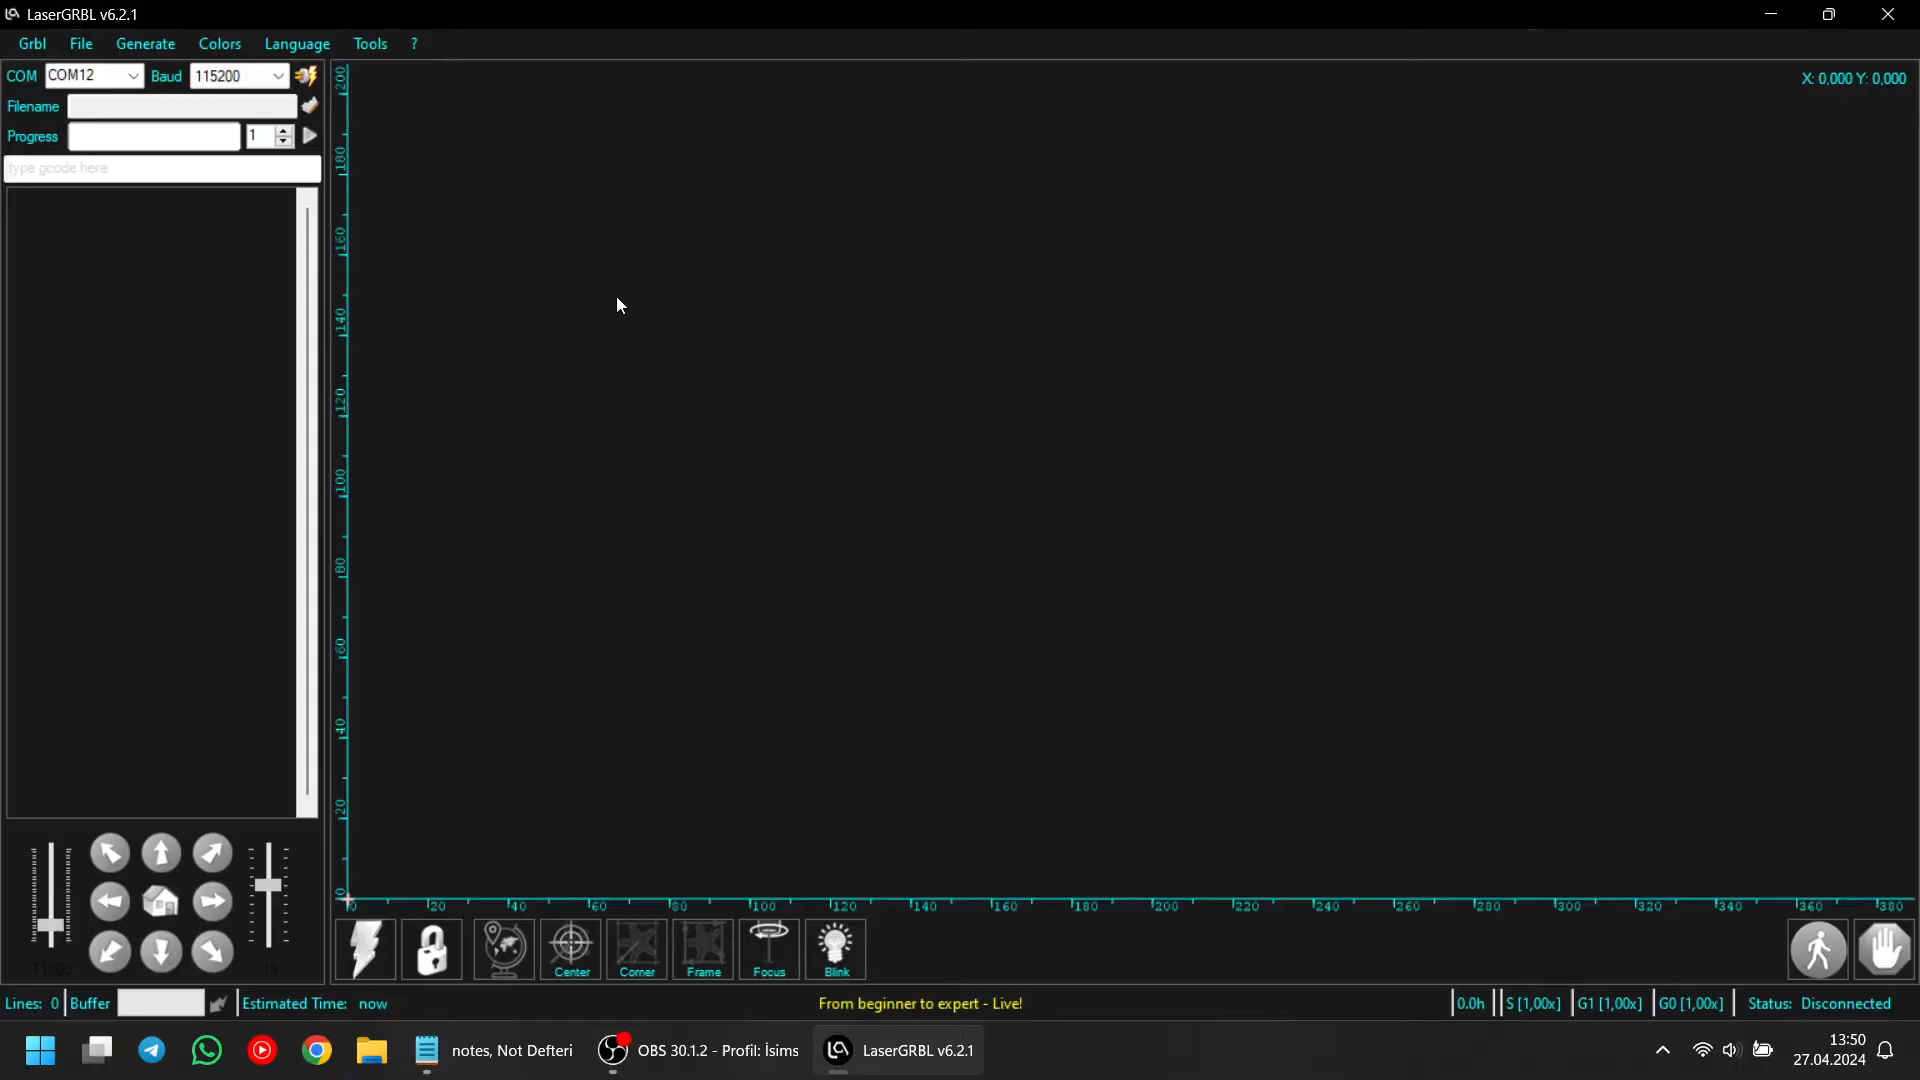 LaserGRBL v6.2.1
Grbl File Generate Colors Language Tools ?
COM COM12 Baud 115200
Filename
Progress 1
type gcode here
X: 0,000 Y: 0,000
200
180
160
140
120
100
80
60
40
20
0
0 20 40 60 80 100 120 140 160 180 200 220 240 260 280 300 320 340 360 380
Center Corner Frame Focus Blink
Lines: 0 Buffer Estimated Time: now From beginner to expert - Live! 0.0h S [1,00x] G1 [1,00x] G0 [1,00x] Status: Disconnected
notes, Not Defteri OBS 30.1.2 - Profil: İsims LaserGRBL v6.2.1
13:50
27.04.2024